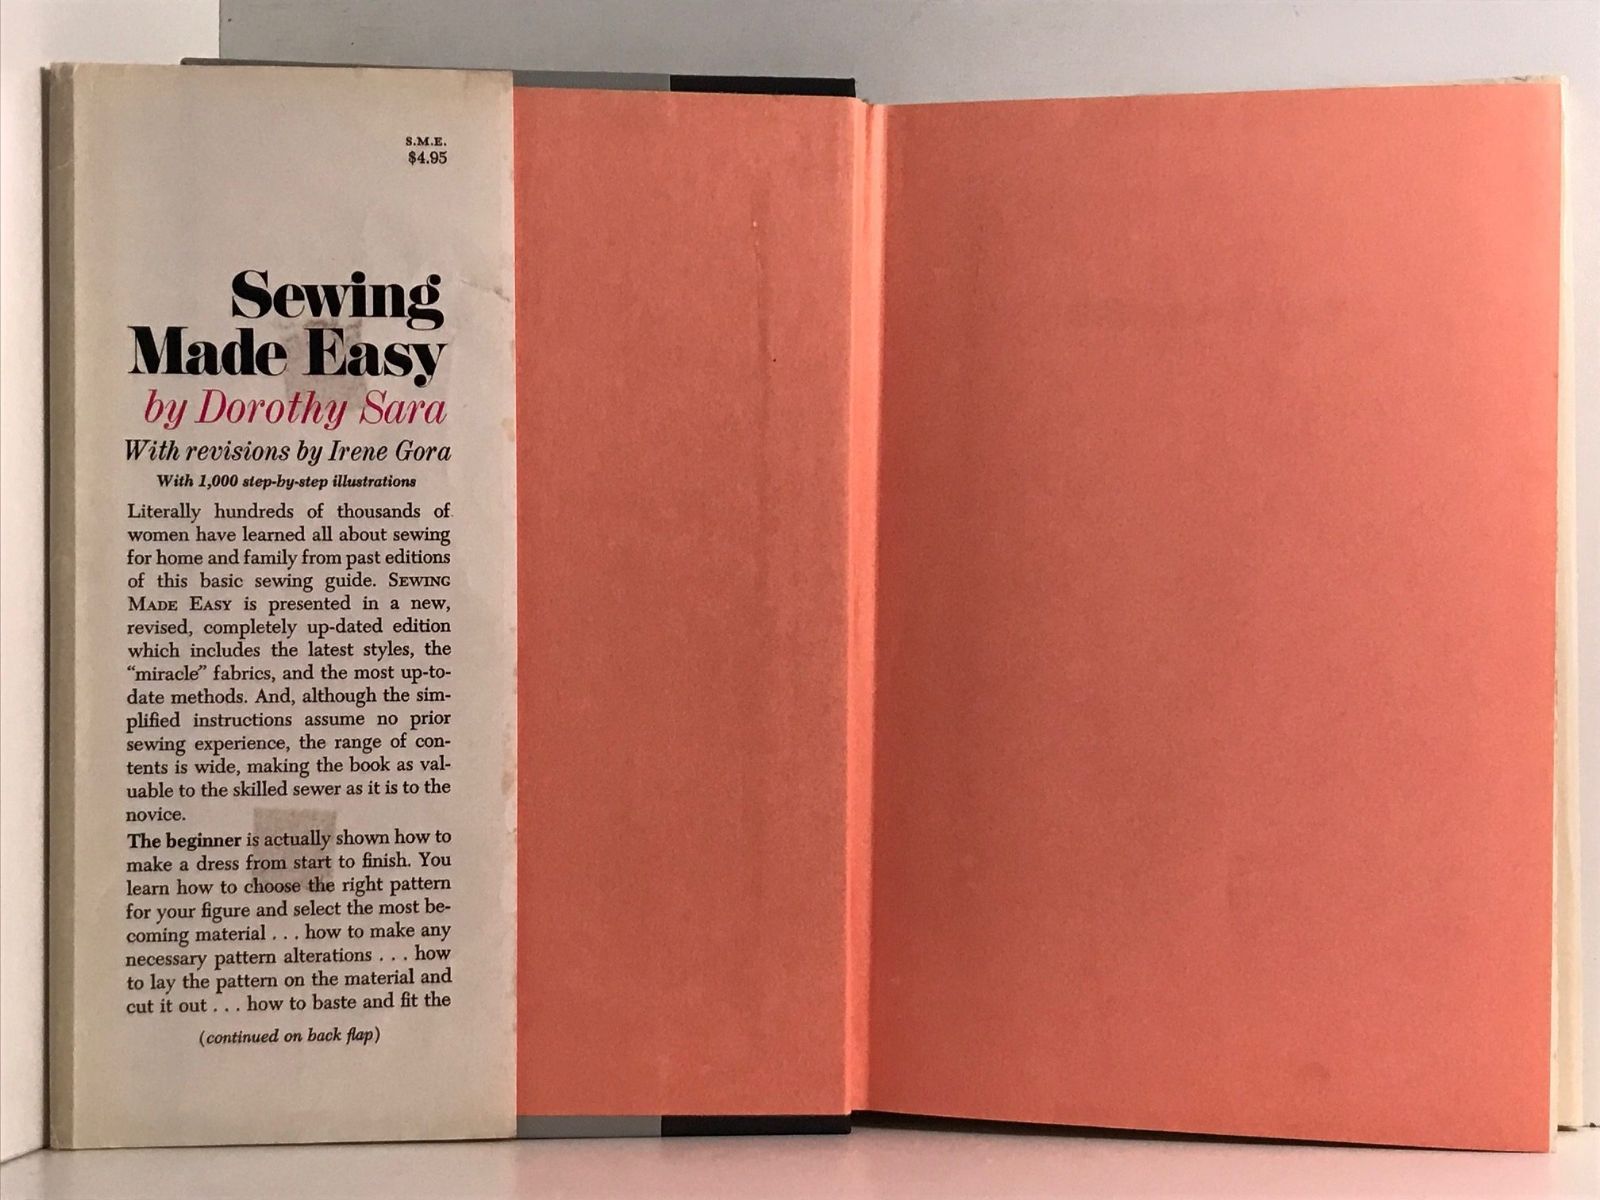 S.M.E.
$4.95
Sewing
Made Easy
by Dorothy Sara
With revisions by Irene Gora
With 1,000 step-by-step illustrations
Literally hundreds of thousands of
women have learned all about sewing
for home and family from past editions
of this basic sewing guide. SEWING
MADE EASY is presented in a new,
revised, completely up-dated edition
which includes the latest styles, the
“miracle” fabrics, and the most up-to-
date methods. And, although the sim-
plified instructions assume no prior
sewing experience, the range of con-
tents is wide, making the book as val-
uable to the skilled sewer as it is to the
novice.
The beginner is actually shown how to
make a dress from start to finish. You
learn how to choose the right pattern
for your figure and select the most be-
coming material . . . how to make any
necessary pattern alterations . . . how
to lay the pattern on the material and
cut it out . . . how to baste and fit the
(continued on back flap)